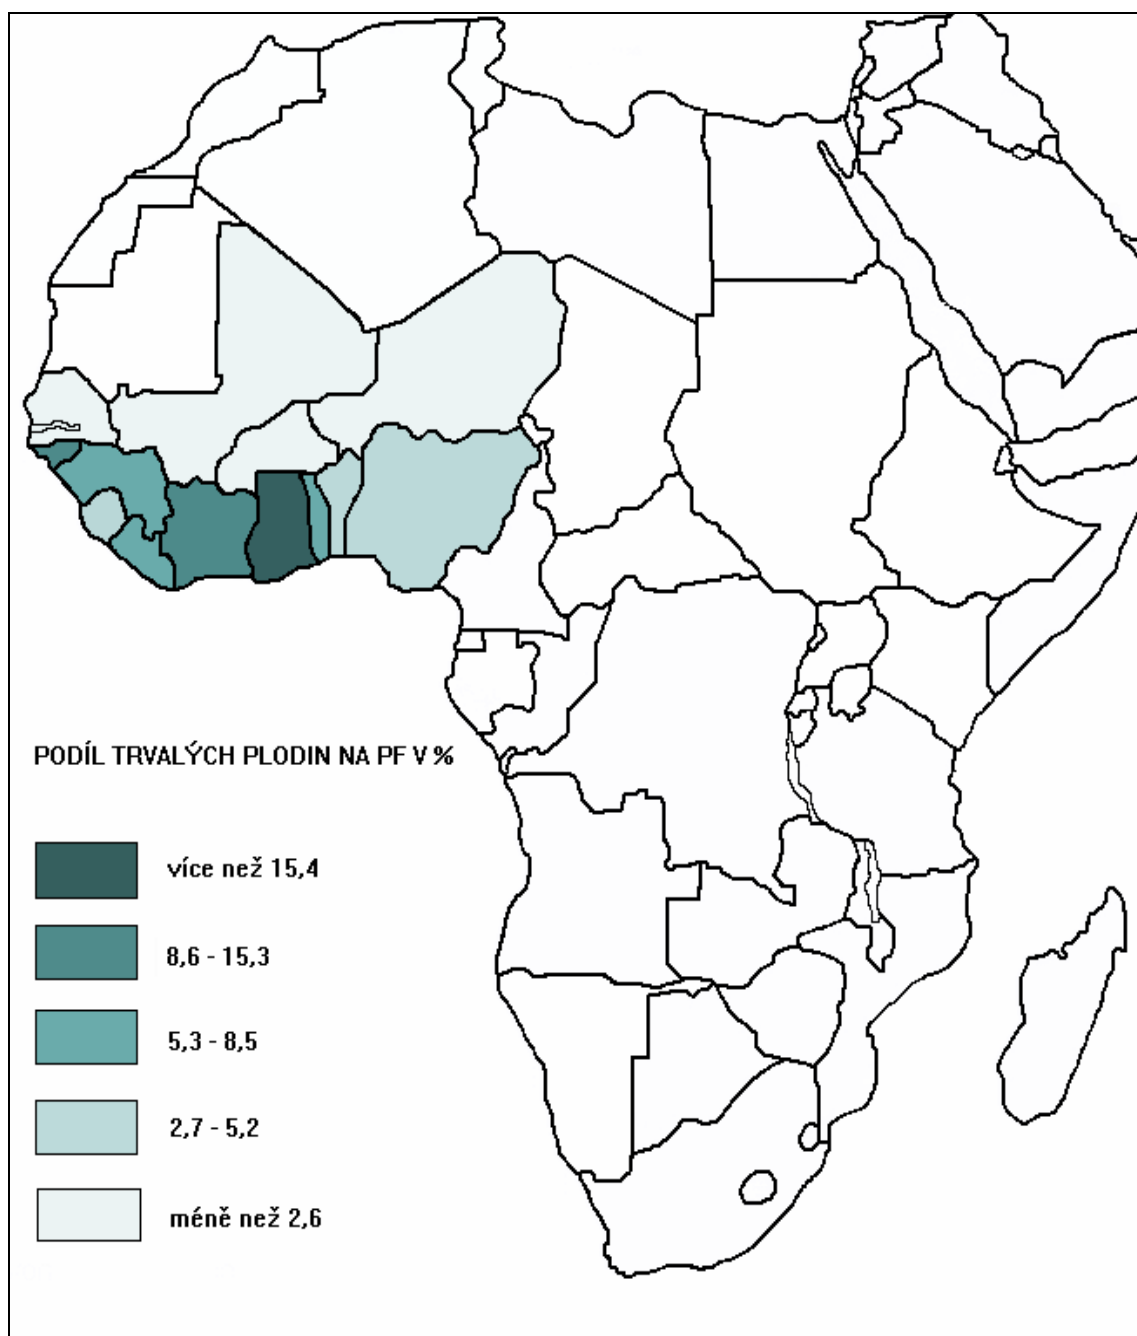 PODÍL TRVALÝCH PLODIN NA PF V %
více než 15,4
8,6 - 15,3
5,3 - 8,5
2,7 - 5,2
méně než 2,6